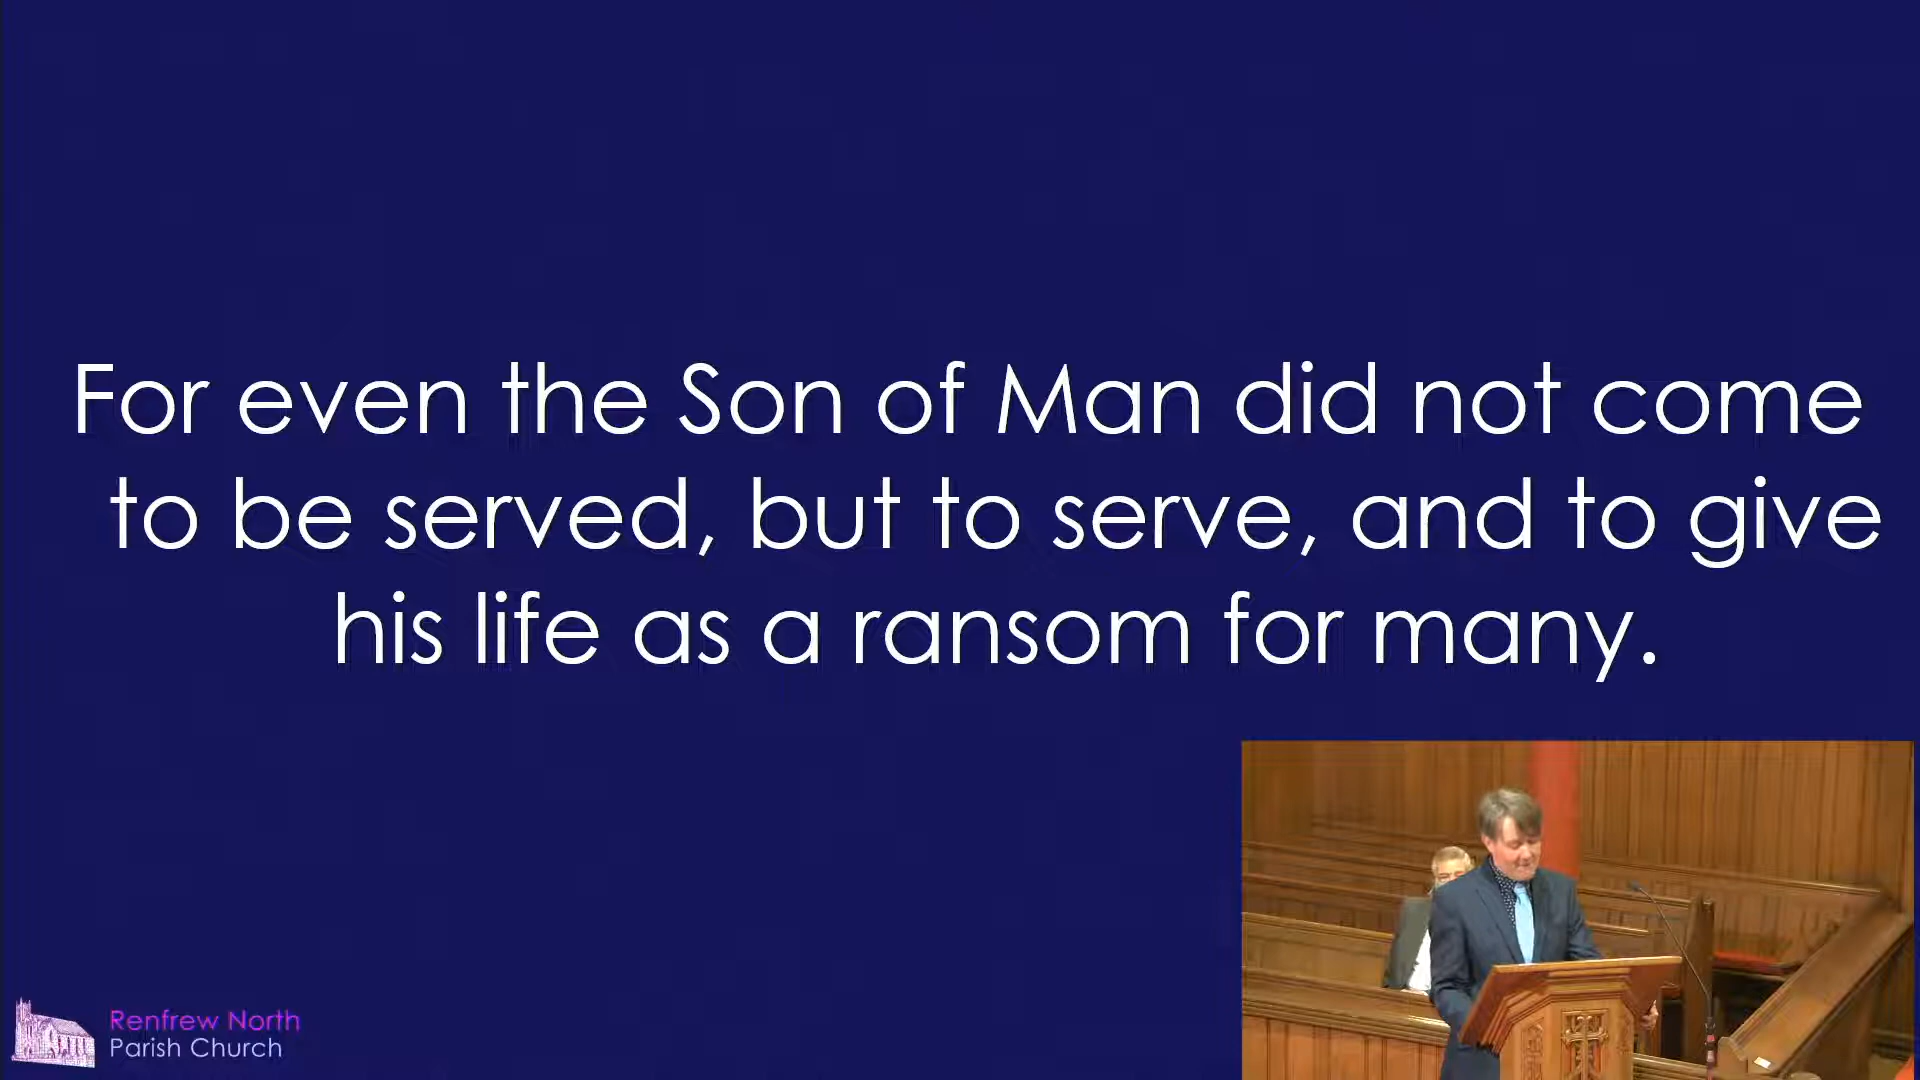 For even the Son of Man did not come
to be served, but to serve, and to give
his life as a ransom for many.
Renfrew North
Parish Church